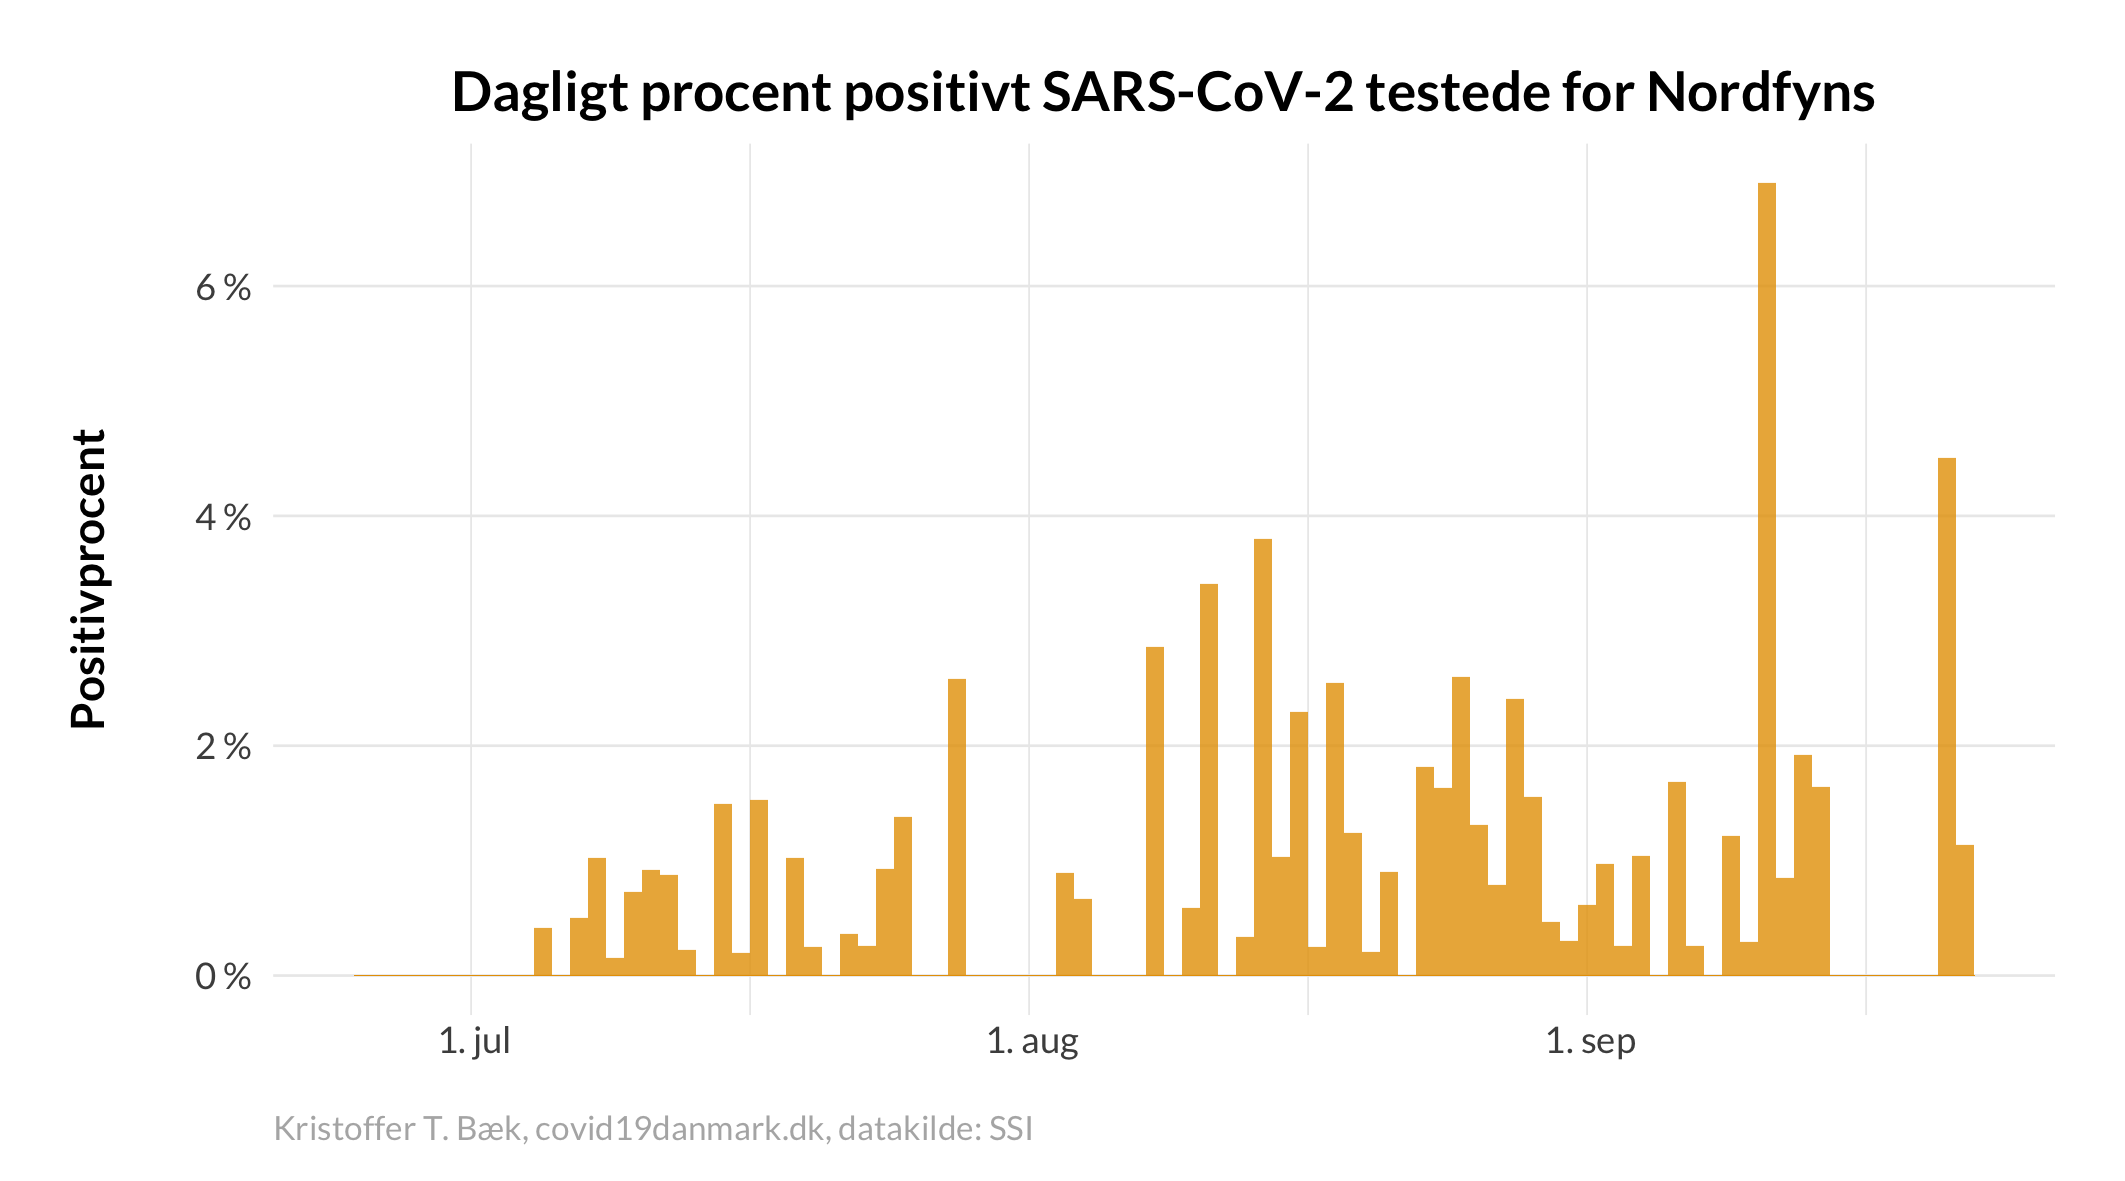 Dagligt procent positivt SARS-CoV-2 testede for Nordfyns
Positivprocent
6 %
4 %
2 %
0 %
1. jul
1. aug
1. sep
Kristoffer T. Bæk, covid19danmark.dk, datakilde: SSI